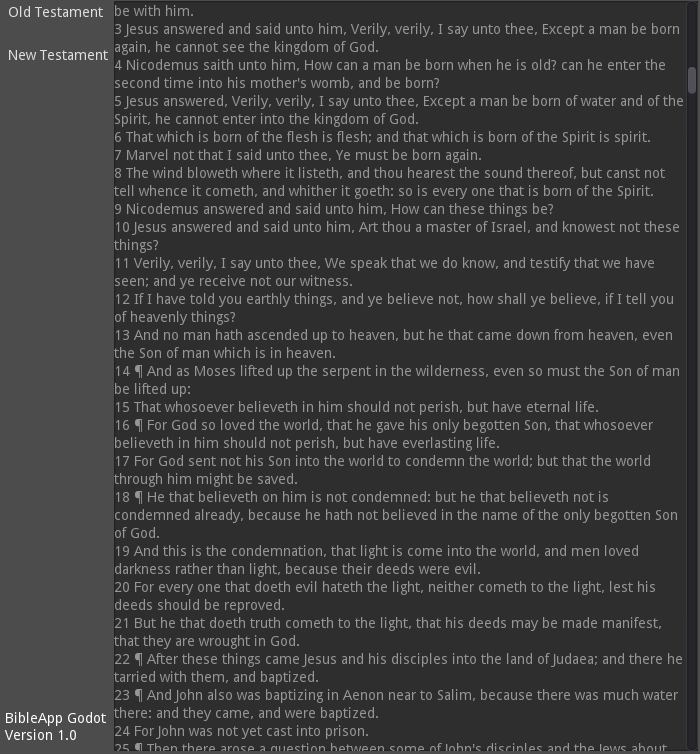 Old Testament
New Testament
be with him.
3 Jesus answered and said unto him, Verily, verily, I say unto thee, Except a man be born
again, he cannot see the kingdom of God.
4 Nicodemus saith unto him, How can a man be born when he is old? can he enter the
second time into his mother's womb, and be born?
5 Jesus answered, Verily, verily, I say unto thee, Except a man be born of water and of the
Spirit, he cannot enter into the kingdom of God.
6 That which is born of the flesh is flesh; and that which is born of the Spirit is spirit.
7 Marvel not that I said unto thee, Ye must be born again.
8 The wind bloweth where it listeth, and thou hearest the sound thereof, but canst not
tell whence it cometh, and whither it goeth: so is every one that is born of the Spirit.
9 Nicodemus answered and said unto him, How can these things be?
10 Jesus answered and said unto him, Art thou a master of Israel, and knowest not these
things?
11 Verily, verily, I say unto thee, We speak that we do know, and testify that we have
seen; and ye receive not our witness.
12 If I have told you earthly things, and ye believe not, how shall ye believe, if I tell you
of heavenly things?
13 And no man hath ascended up to heaven, but he that came down from heaven, even
the Son of man which is in heaven.
14 ¶ And as Moses lifted up the serpent in the wilderness, even so must the Son of man
be lifted up:
15 That whosoever believeth in him should not perish, but have eternal life.
16 ¶ For God so loved the world, that he gave his only begotten Son, that whosoever
believeth in him should not perish, but have everlasting life.
17 For God sent not his Son into the world to condemn the world; but that the world
through him might be saved.
18 ¶ He that believeth on him is not condemned: but he that believeth not is
condemned already, because he hath not believed in the name of the only begotten Son
of God.
19 And this is the condemnation, that light is come into the world, and men loved
darkness rather than light, because their deeds were evil.
20 For every one that doeth evil hateth the light, neither cometh to the light, lest his
deeds should be reproved.
21 But he that doeth truth cometh to the light, that his deeds may be made manifest,
that they are wrought in God.
22 ¶ After these things came Jesus and his disciples into the land of Judaea; and there he
tarried with them, and baptized.
23 ¶ And John also was baptizing in Aenon near to Salim, because there was much water
there: and they came, and were baptized.
24 For John was not yet cast into prison.
25 ¶ Then there arose a question between some of John's disciples and the Jews about
BibleApp Godot
Version 1.0